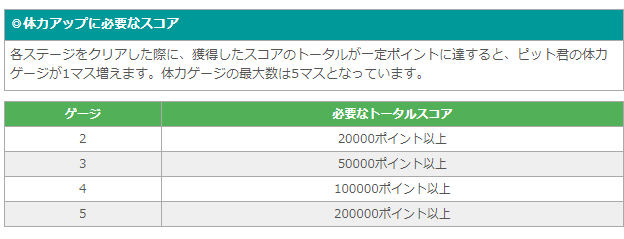 ◎体力アップに必要なスコア
各ステージをクリアした際に、獲得したスコアのトータルが一定ポイントに達すると、ピット君の体力
ゲージが1マス増えます。体力ゲージの最大数は5マスとなっています。
ゲージ 必要なトータルスコア
2 20000ポイント以上
3 50000ポイント以上
4 100000ポイント以上
5 200000ポイント以上